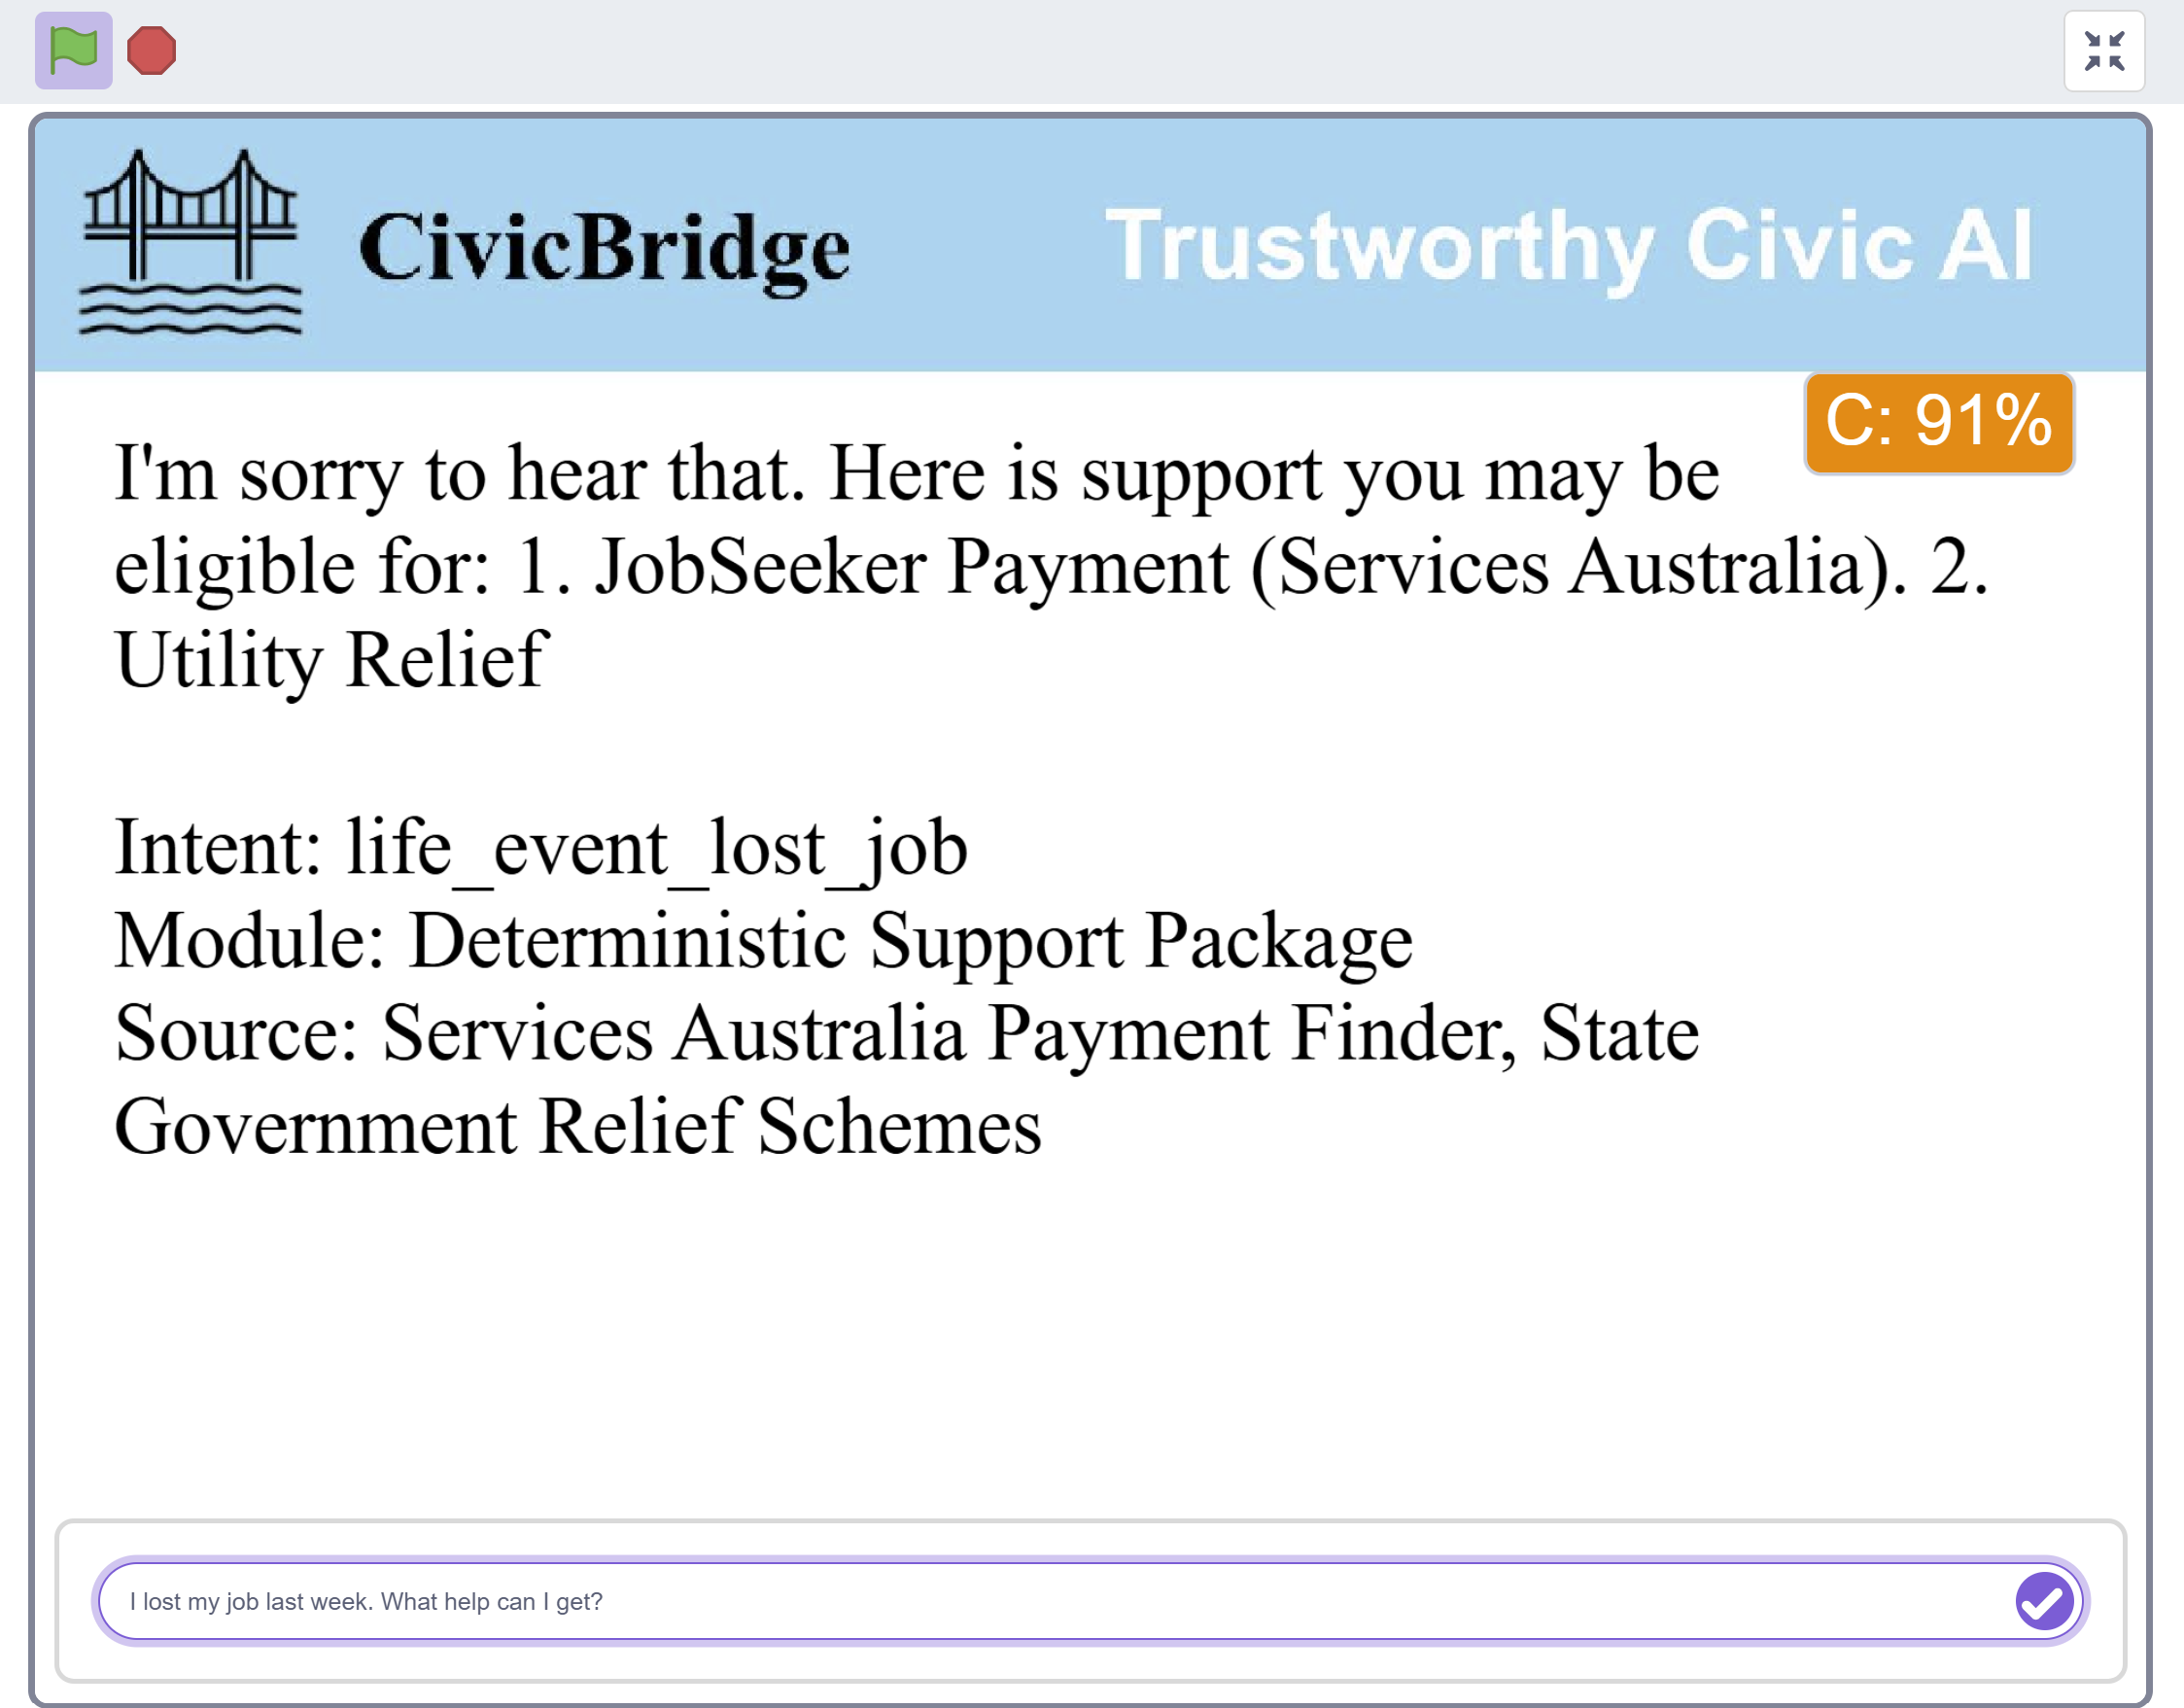 CivicBridge
Trustworthy Civic AI
C: 91%
I'm sorry to hear that. Here is support you may be
eligible for: 1. JobSeeker Payment (Services Australia). 2.
Utility Relief
Intent: life_event_lost_job
Module: Deterministic Support Package
Source: Services Australia Payment Finder, State
Government Relief Schemes
I lost my job last week. What help can I get?